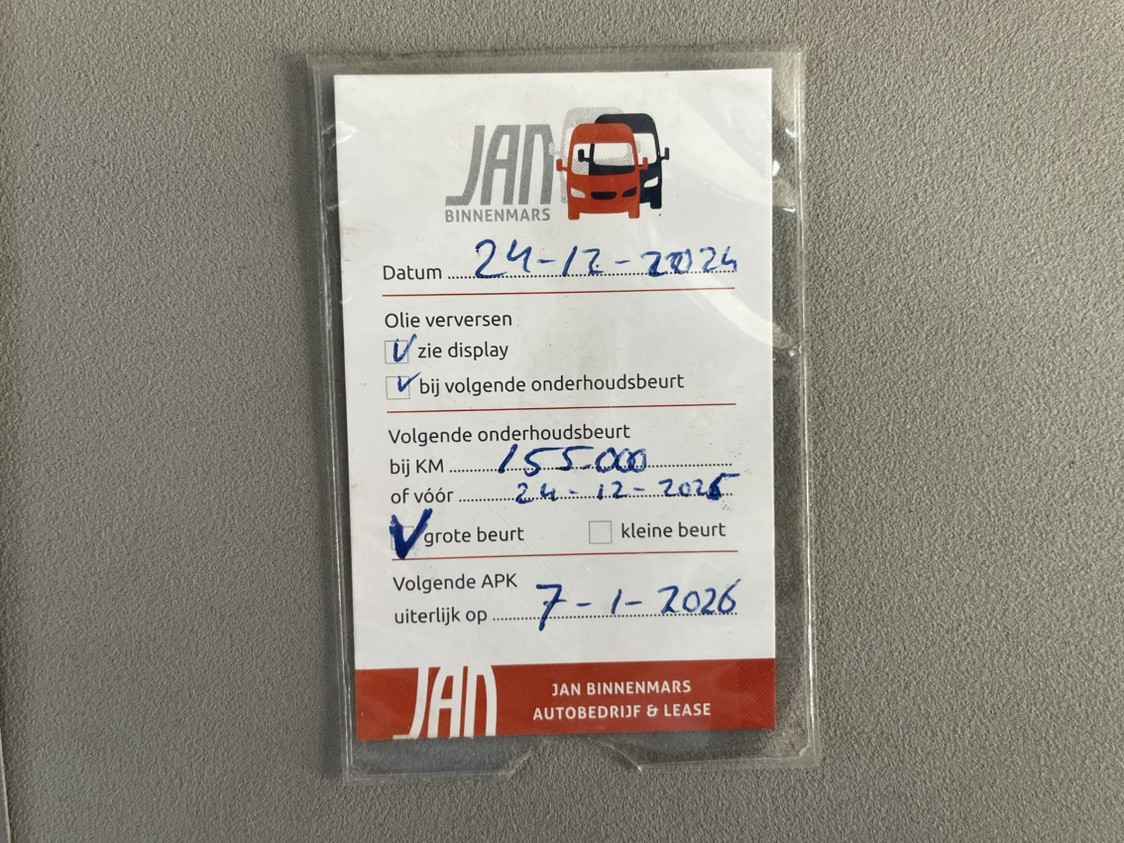 JAN
BINNENMARS
Datum 24-12-2024
Olie verversen
zie display
bij volgende onderhoudsbeurt
Volgende onderhoudsbeurt
bij KM 155.000
of vóór 24-12-2025
grote beurt kleine beurt
Volgende APK
uiterlijk op 7-1-2026
JAN
JAN BINNENMARS
AUTOBEDRIJF & LEASE